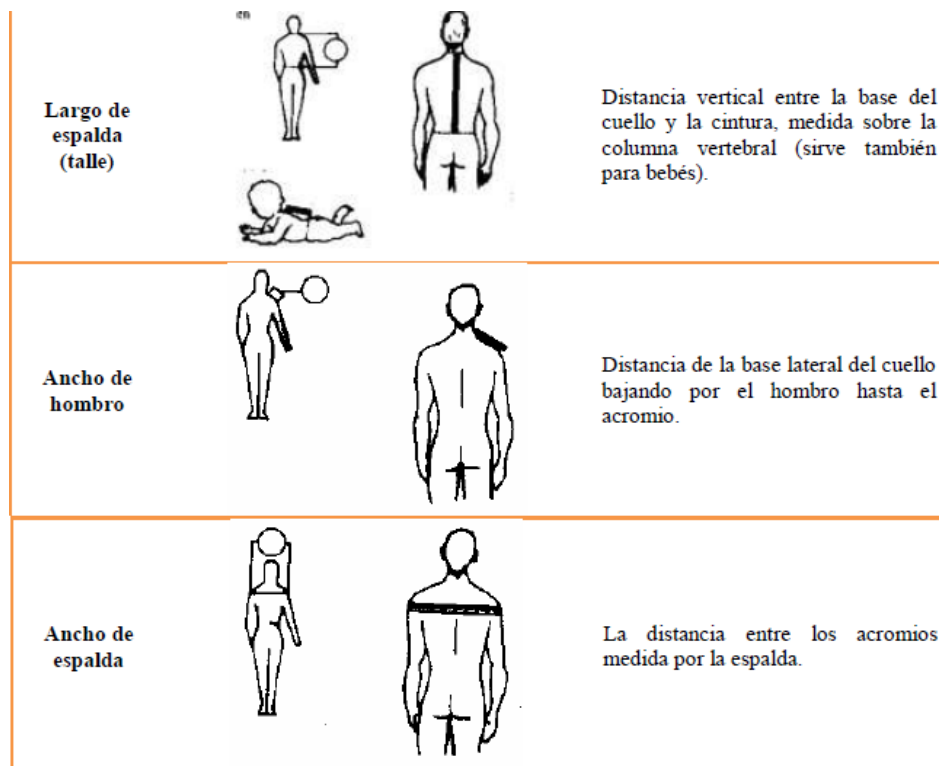 Largo de
espalda
(talle)
Distancia vertical entre la base del
cuello y la cintura, medida sobre la
columna vertebral (sirve también
para bebés).
Ancho de
hombro
Distancia de la base lateral del cuello
bajando por el hombro hasta el
acromio.
Ancho de
espalda
La distancia entre los acromios
medida por la espalda.